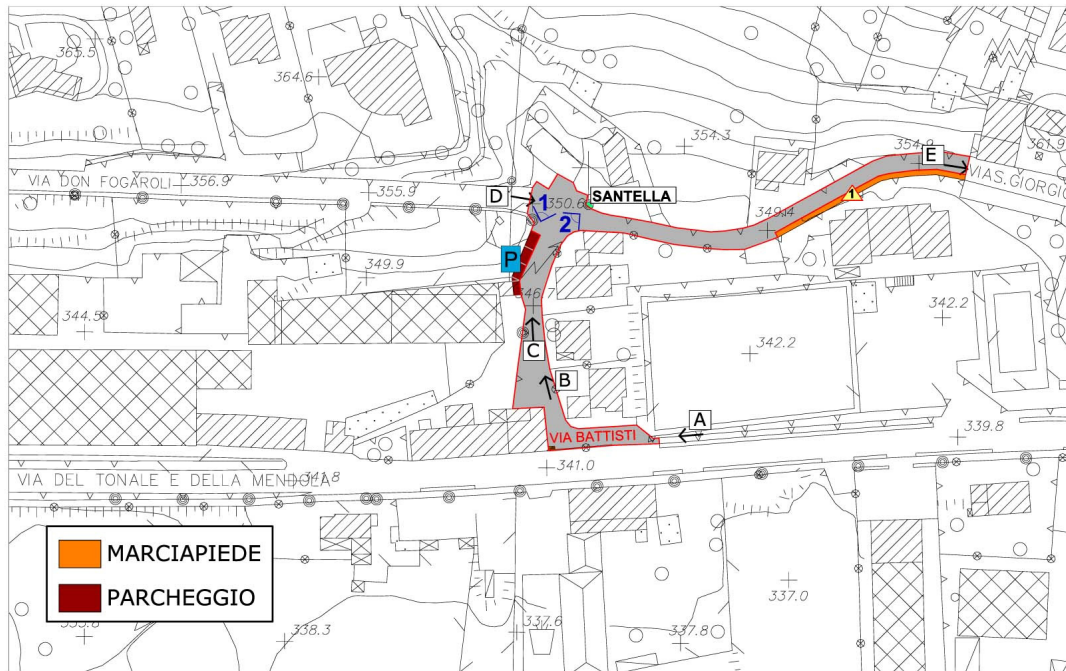 365.5
364.6
354.3
354.9
361.9
E
VIA S. GIORGIO
VIA DON FOGAROLI
356.9
355.9
D
1
350.6
SANTELLA
2
349.4
P
349.9
346.7
344.5
342.2
342.2
C
B
A
VIA BATTISTI
339.8
341.0
VIA DEL TONALE E DELLA MENDOLA
341.8
MARCIAPIEDE
PARCHEGGIO
337.0
338.3
337.6
337.8